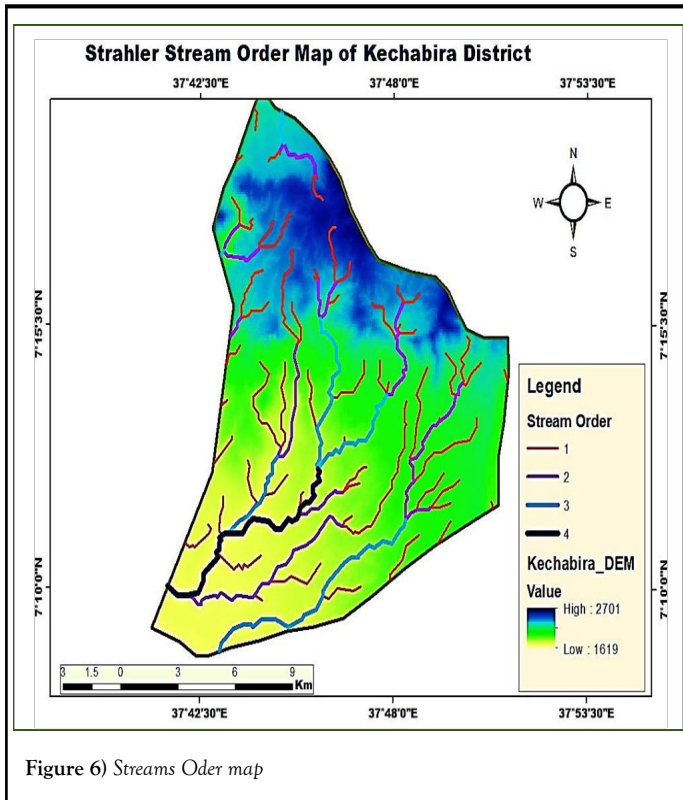 Strahler Stream Order Map of Kechabira District
37°42'30"E 37°48'0"E 37°53'30"E
N
W E
S
7°15'30"N 7°15'30"N
Legend
Stream Order
1
2
3
4
Kechabira_DEM
Value
High : 2701
Low : 1619
7°10'0"N 7°10'0"N
3 1.5 0 3 6 9
Km
37°42'30"E 37°48'0"E 37°53'30"E
Figure 6) Streams Oder map